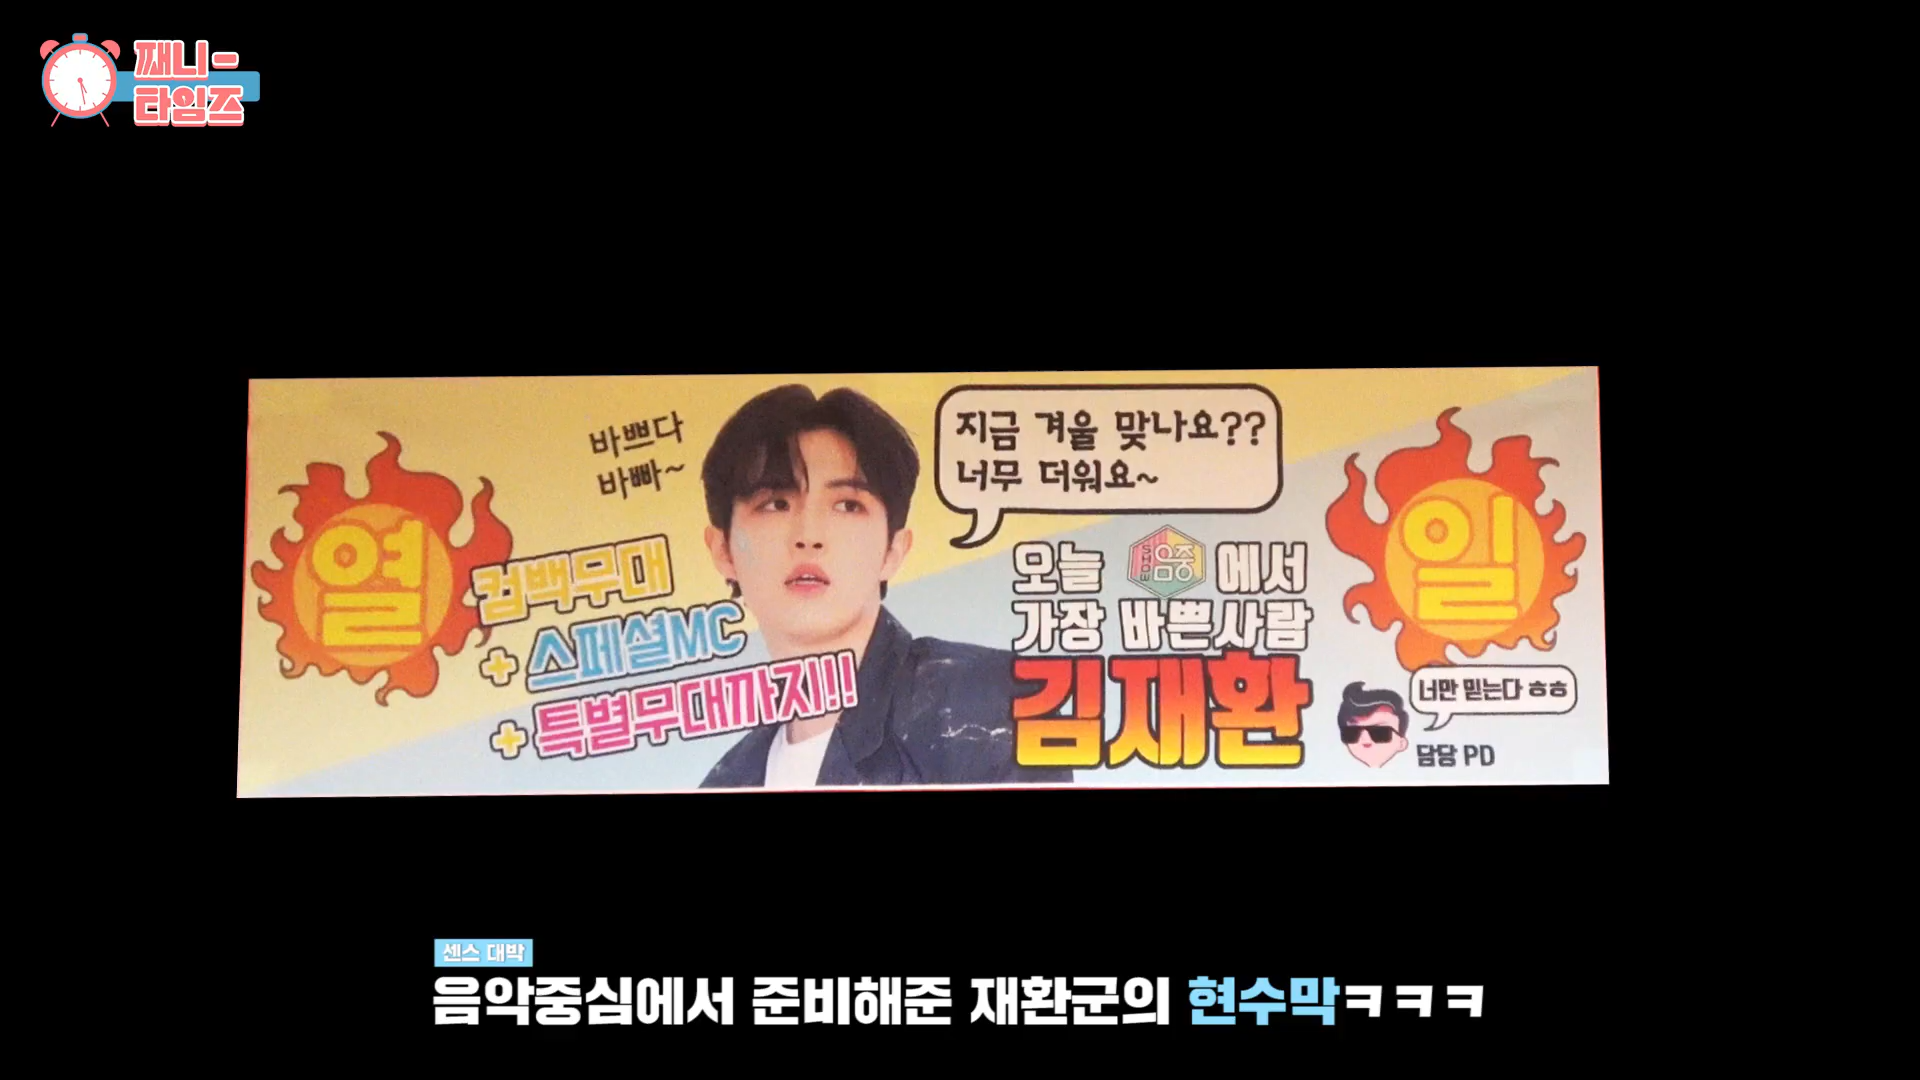 째니-
타임즈
바쁘다
바빠~
지금 겨울 맞나요??
너무 더워요~
열
일
컴백무대
+ 스페셜MC
+ 특별무대까지!!
오늘 SHOW 음중 에서
가장 바쁜사람
김재환
너만 믿는다 ㅎㅎ
담당 PD
센스 대박
음악중심에서 준비해준 재환군의 현수막ㅋㅋㅋ